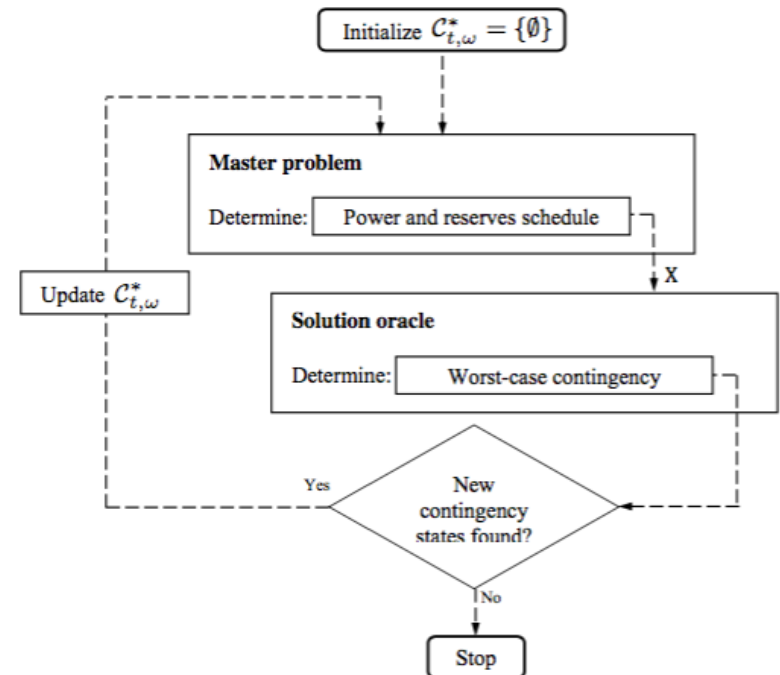 Initialize 𝒞*ₜ,ω = {∅}
Master problem
Determine: Power and reserves schedule
X
Update 𝒞*ₜ,ω
Solution oracle
Determine: Worst-case contingency
Yes
New
contingency
states found?
No
Stop